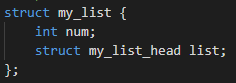 struct my_list {
    int num;
    struct my_list_head list;
};